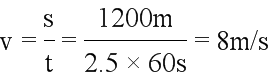 v = s/t = 1200m/2.5 × 60s = 8m/s